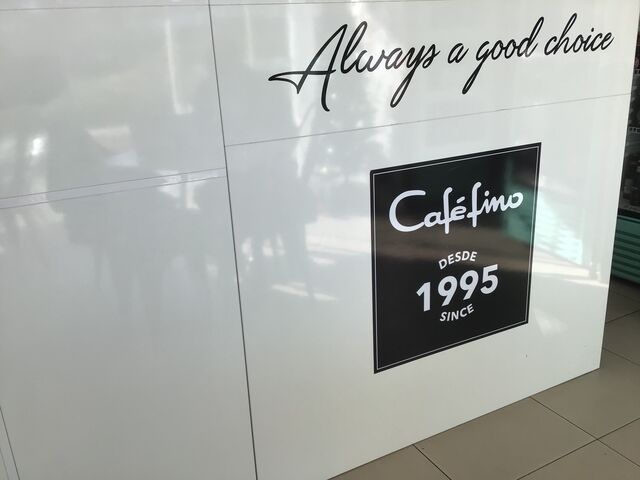 Always a good choice
Caféfino
DESDE
1995
SINCE